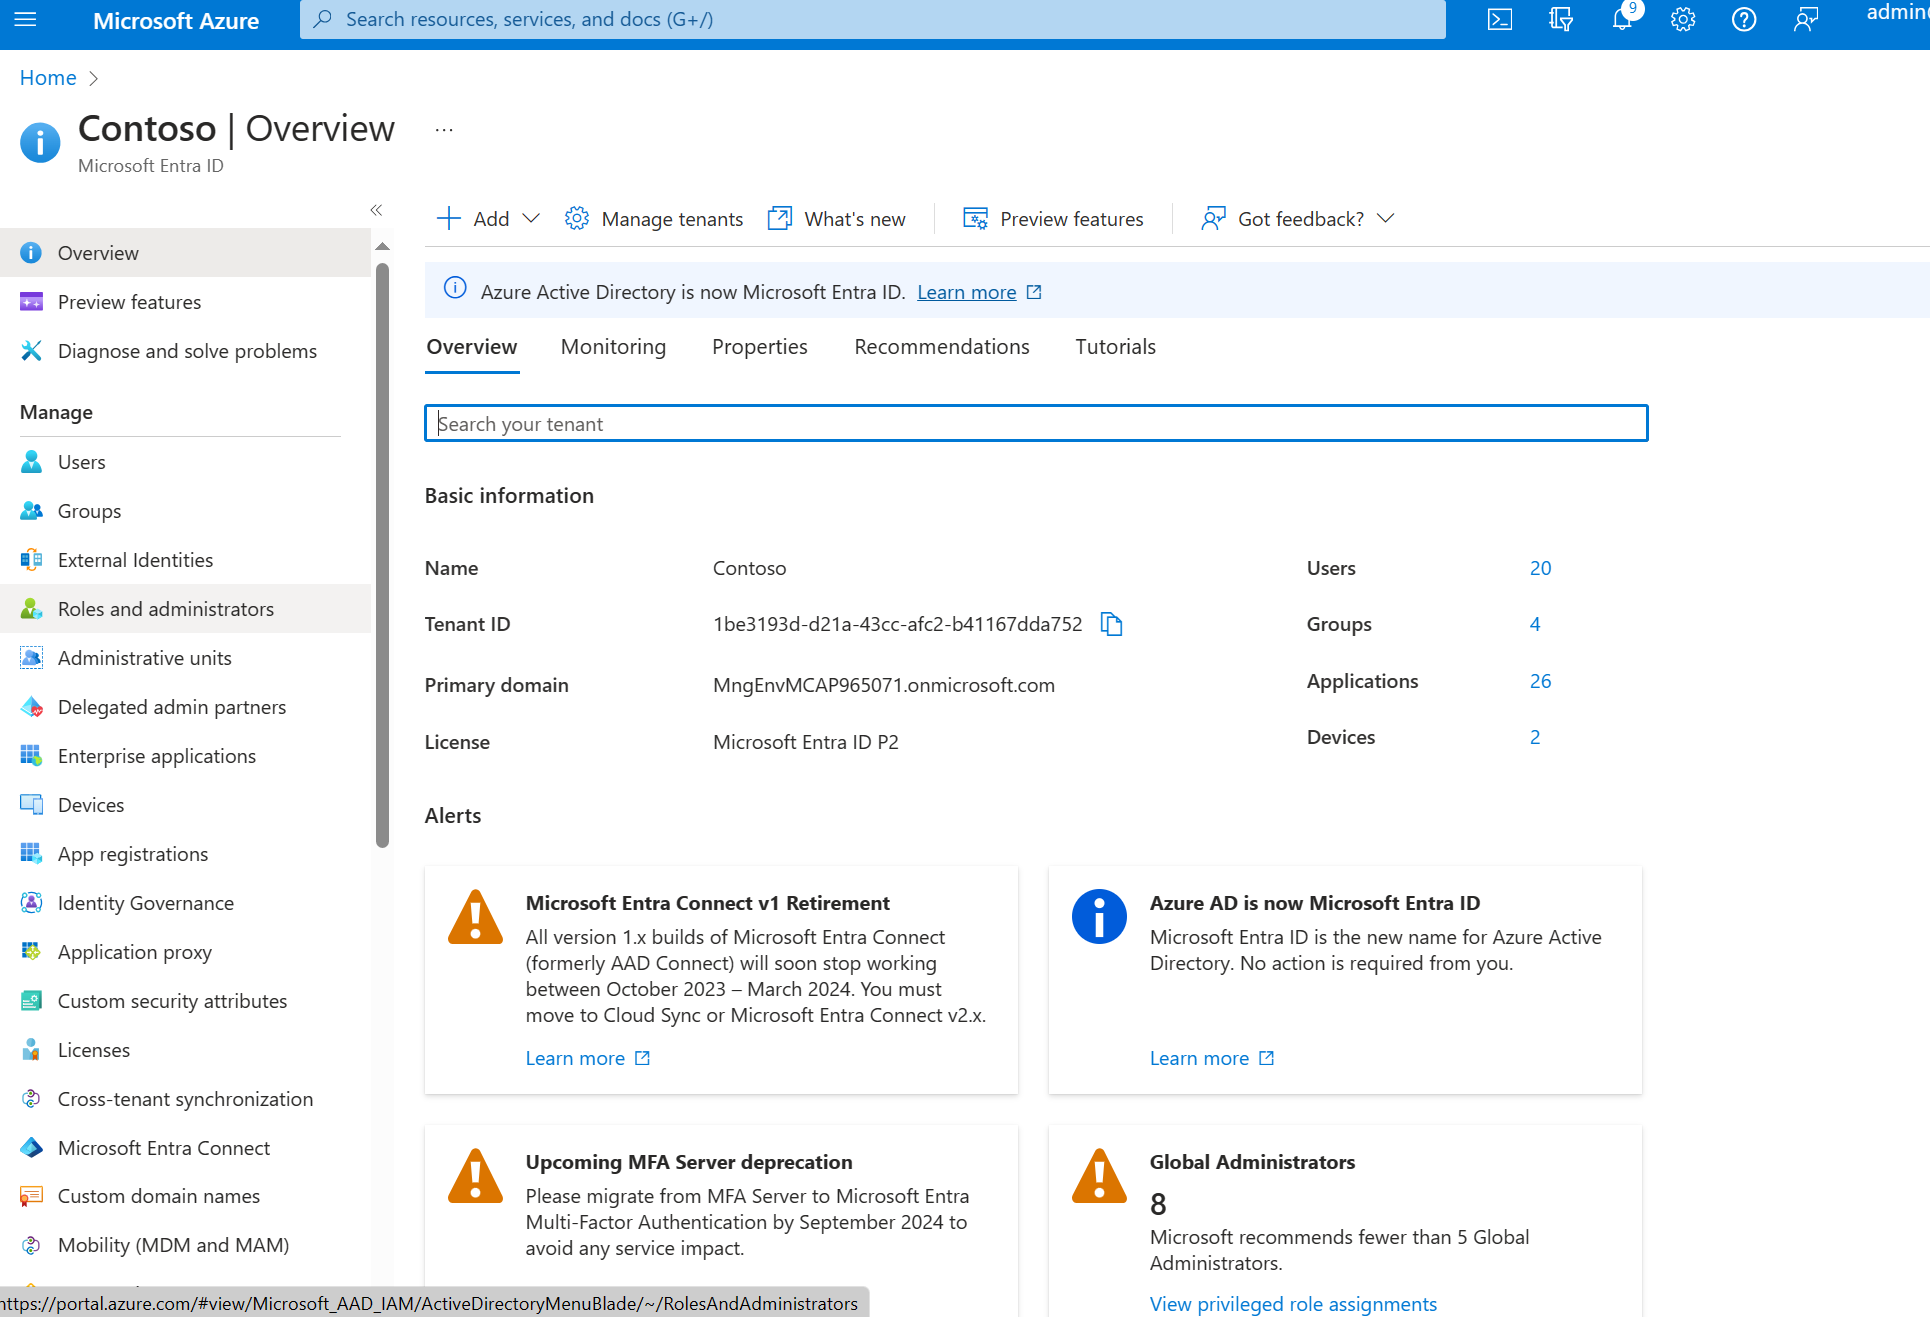 Microsoft Azure
Search resources, services, and docs (G+/)
9
Home
Contoso | Overview
...
Microsoft Entra ID
Add
Manage tenants
What's new
Preview features
Got feedback?
Overview
Preview features
Diagnose and solve problems
Manage
Users
Groups
External Identities
Roles and administrators
Administrative units
Delegated admin partners
Enterprise applications
Devices
App registrations
Identity Governance
Application proxy
Custom security attributes
Licenses
Cross-tenant synchronization
Microsoft Entra Connect
Custom domain names
Mobility (MDM and MAM)
Azure Active Directory is now Microsoft Entra ID. Learn more
Overview
Monitoring
Properties
Recommendations
Tutorials
Search your tenant
Basic information
Name
Contoso
Users
20
Tenant ID
1be3193d-d21a-43cc-afc2-b41167dda752
Groups
4
Primary domain
MngEnvMCAP965071.onmicrosoft.com
Applications
26
License
Microsoft Entra ID P2
Devices
2
Alerts
Microsoft Entra Connect v1 Retirement
All version 1.x builds of Microsoft Entra Connect
(formerly AAD Connect) will soon stop working
between October 2023 – March 2024. You must
move to Cloud Sync or Microsoft Entra Connect v2.x.
Learn more
Azure AD is now Microsoft Entra ID
Microsoft Entra ID is the new name for Azure Active
Directory. No action is required from you.
Learn more
Upcoming MFA Server deprecation
Please migrate from MFA Server to Microsoft Entra
Multi-Factor Authentication by September 2024 to
avoid any service impact.
Global Administrators
8
Microsoft recommends fewer than 5 Global
Administrators.
View privileged role assignments
https://portal.azure.com/#view/Microsoft_AAD_IAM/ActiveDirectoryMenuBlade/~/RolesAndAdministrators